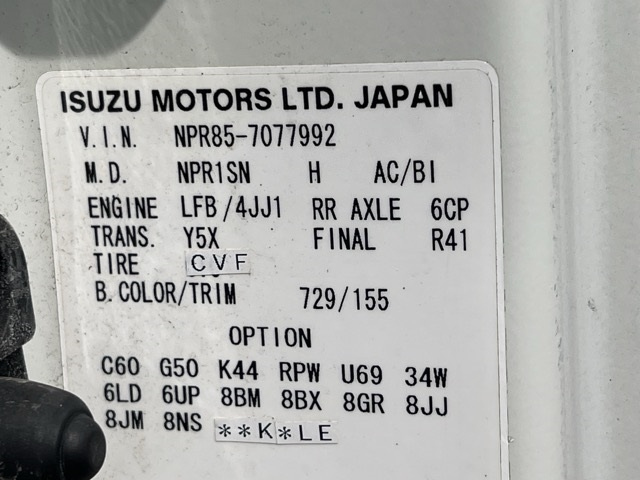 ISUZU MOTORS LTD. JAPAN
V.I.N. NPR85-7077992
M.D. NPR1SN H AC/BI
ENGINE LFB/4JJ1 RR AXLE 6CP
TRANS. Y5X FINAL R41
TIRE CVF
B.COLOR/TRIM 729/155
OPTION
C60 G50 K44 RPW U69 34W
6LD 6UP 8BM 8BX 8GR 8JJ
8JM 8NS **K*LE